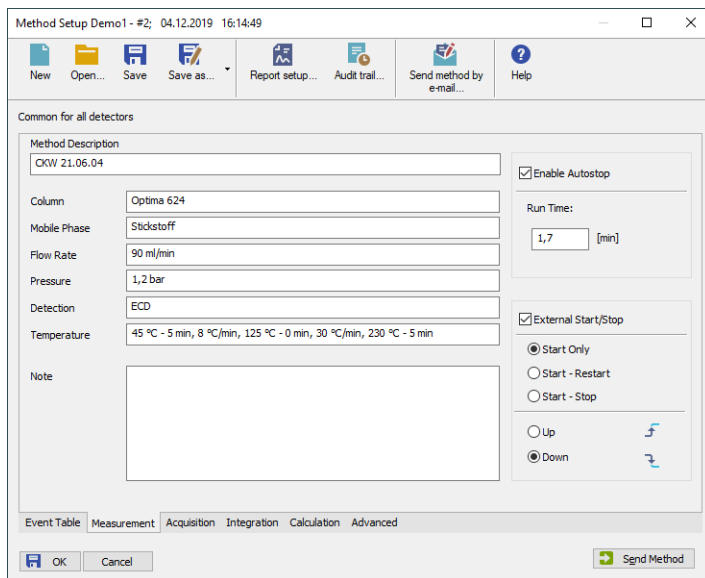 Method Setup Demo1 - #2;  04.12.2019  16:14:49
New
Open...
Save
Save as...
Report setup...
Audit trail...
Send method by
e-mail...
Help
Common for all detectors
Method Description
CKW 21.06.04
Column
Optima 624
Mobile Phase
Stickstoff
Flow Rate
90 ml/min
Pressure
1,2 bar
Detection
ECD
Temperature
45 °C - 5 min, 8 °C/min, 125 °C - 0 min, 30 °C/min, 230 °C - 5 min
Note
Enable Autostop
Run Time:
1,7 [min]
External Start/Stop
Start Only
Start - Restart
Start - Stop
Up
Down
Event Table Measurement Acquisition Integration Calculation Advanced
OK Cancel Send Method